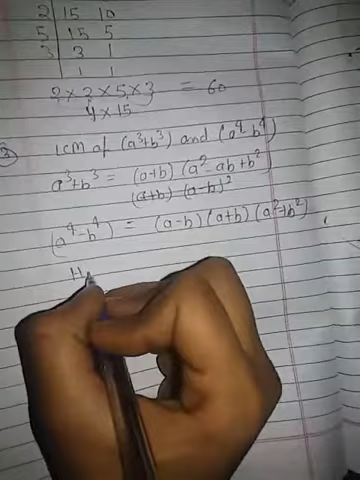 2 | 15 10
5 | 15 5
3 | 3 1
1 1
2 × 2 × 5 × 3 = 60
4 × 15
LCM of (a³+b³) and (a⁴-b⁴)
a³+b³ = (a+b) (a²-ab+b²)
(a+b) (a-b)²
(a⁴-b⁴) = (a-b) (a+b) (a²+b²)
H